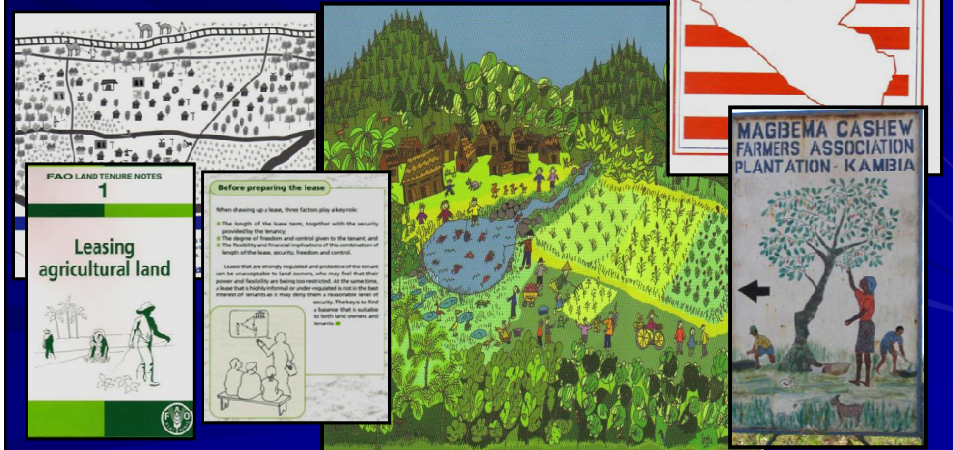 FAO LAND TENURE NOTES
1
Leasing
agricultural land
FAO
Before preparing the lease
When drawing up a lease, three factors play a key role:
The length of the lease term, together with the security
provided by the tenancy;
The degree of freedom and control given to the tenant; and
The flexibility and financial implications of the combination of
length of the lease, security, freedom and control.
Leases that are strongly regulated and protective of the tenant
can be unacceptable to land owners, who may feel that their
power and flexibility are being too restricted. At the same time,
a lease that is highly informal or under-regulated is not in the best
interest of tenants as it may deny them a reasonable level of
security. The key is to find
a balance that is suitable
to both land owners and
tenants.
MAGBEMA CASHEW
FARMERS ASSOCIATION
PLANTATION - KAMBIA